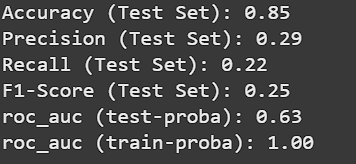 Accuracy (Test Set): 0.85
Precision (Test Set): 0.29
Recall (Test Set): 0.22
F1-Score (Test Set): 0.25
roc_auc (test-proba): 0.63
roc_auc (train-proba): 1.00